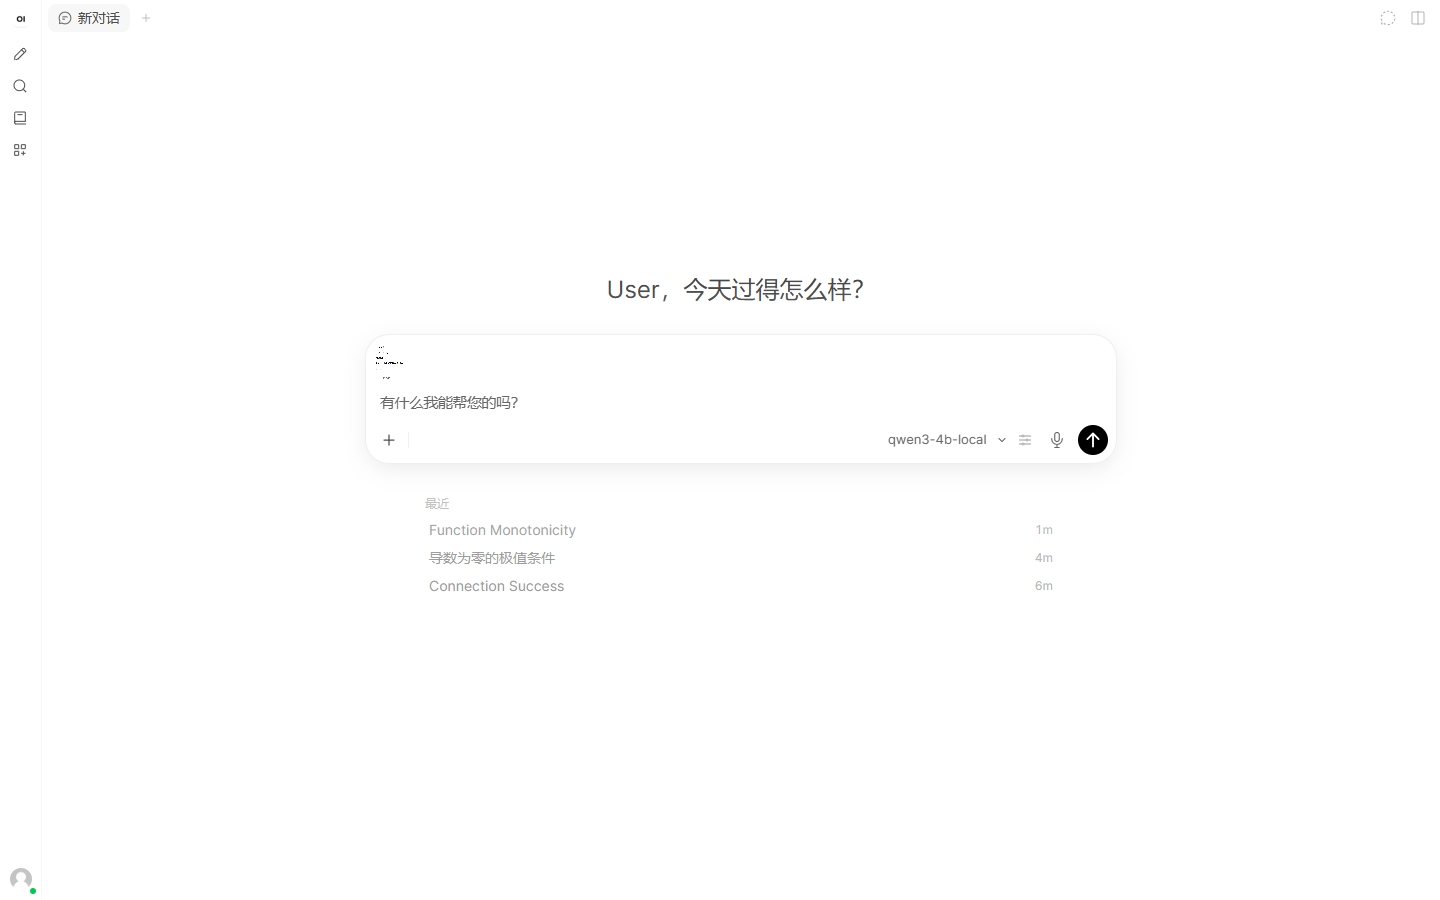 OI
新对话
User，今天过得怎么样？
有什么我能帮您的吗？
qwen3-4b-local
最近
Function Monotonicity 1m
导数为零的极值条件 4m
Connection Success 6m